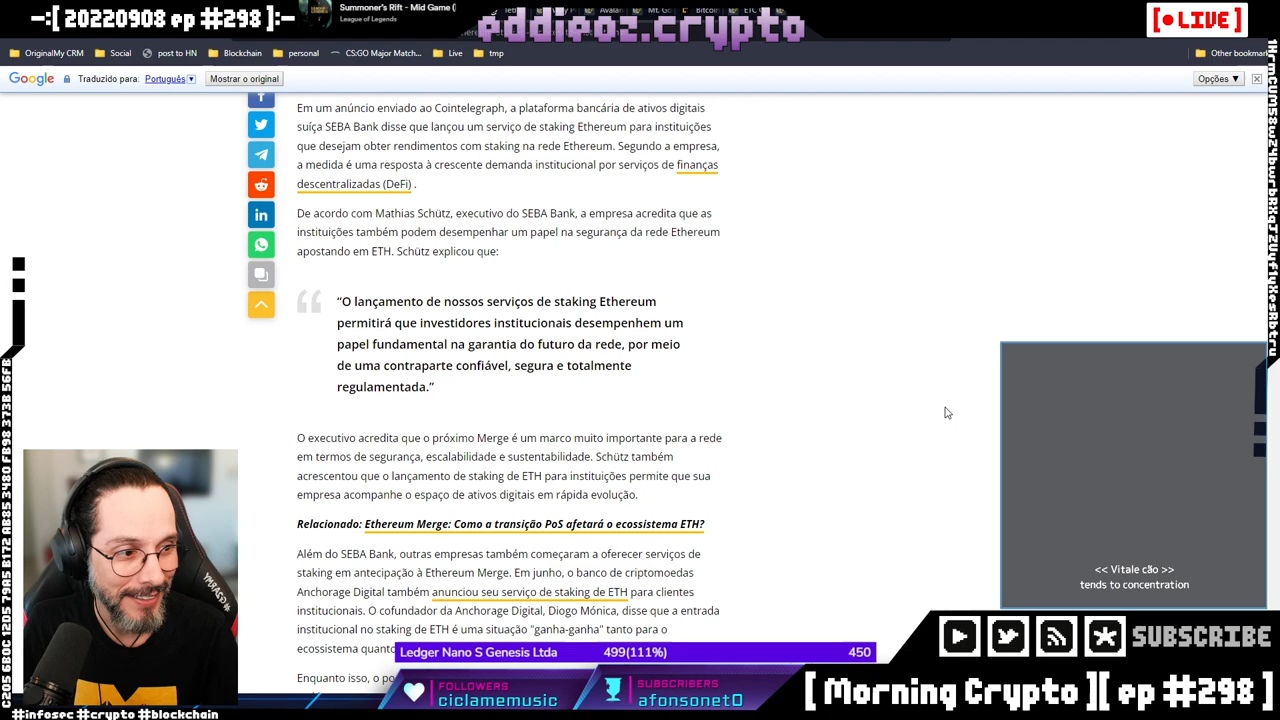 -:[ 20220908 ep #298 ]:-
Summoner's Rift - Mid Game (
League of Legends
eddieoz.crypto
[● LIVE ]
OriginalMy CRM
Social
post to HN
Blockchain
personal
CS:GO Major Match...
Live
tmp
Other bookmar
Google
Traduzido para: Português
Mostrar o original
Opções ▼
Em um anúncio enviado ao Cointelegraph, a plataforma bancária de ativos digitais
suíça SEBA Bank disse que lançou um serviço de staking Ethereum para instituições
que desejam obter rendimentos com staking na rede Ethereum. Segundo a empresa,
a medida é uma resposta à crescente demanda institucional por serviços de finanças
descentralizadas (DeFi) .
De acordo com Mathias Schütz, executivo do SEBA Bank, a empresa acredita que as
instituições também podem desempenhar um papel na segurança da rede Ethereum
apostando em ETH. Schütz explicou que:
“O lançamento de nossos serviços de staking Ethereum
permitirá que investidores institucionais desempenhem um
papel fundamental na garantia do futuro da rede, por meio
de uma contraparte confiável, segura e totalmente
regulamentada.”
O executivo acredita que o próximo Merge é um marco muito importante para a rede
em termos de segurança, escalabilidade e sustentabilidade. Schütz também
acrescentou que o lançamento de staking de ETH para instituições permite que sua
empresa acompanhe o espaço de ativos digitais em rápida evolução.
Relacionado: Ethereum Merge: Como a transição PoS afetará o ecossistema ETH?
Além do SEBA Bank, outras empresas também começaram a oferecer serviços de
staking em antecipação à Ethereum Merge. Em junho, o banco de criptomoedas
Anchorage Digital também anunciou seu serviço de staking de ETH para clientes
institucionais. O cofundador da Anchorage Digital, Diogo Mónica, disse que a entrada
institucional no staking de ETH é uma situação "ganha-ganha" tanto para o
ecossistema quanto
Enquanto isso, o po
<< Vitale cão >>
tends to concentration
Ledger Nano S Genesis Ltda 499(111%) 450
FOLLOWERS
ciclamemusic
SUBSCRIBERS
afonsonet0
SUBSCRIBE
[ Morning Crypto ][ ep #298 ]
#infosec #crypto #blockchain